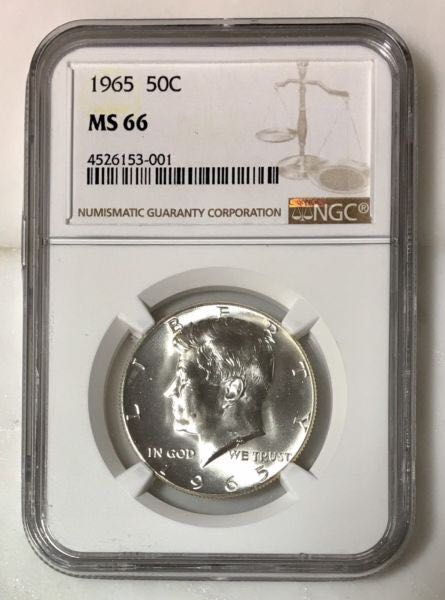 1965 50C
MS 66
4526153-001
NUMISMATIC GUARANTY CORPORATION NGC®
LIBERTY
IN GOD WE TRUST
1965